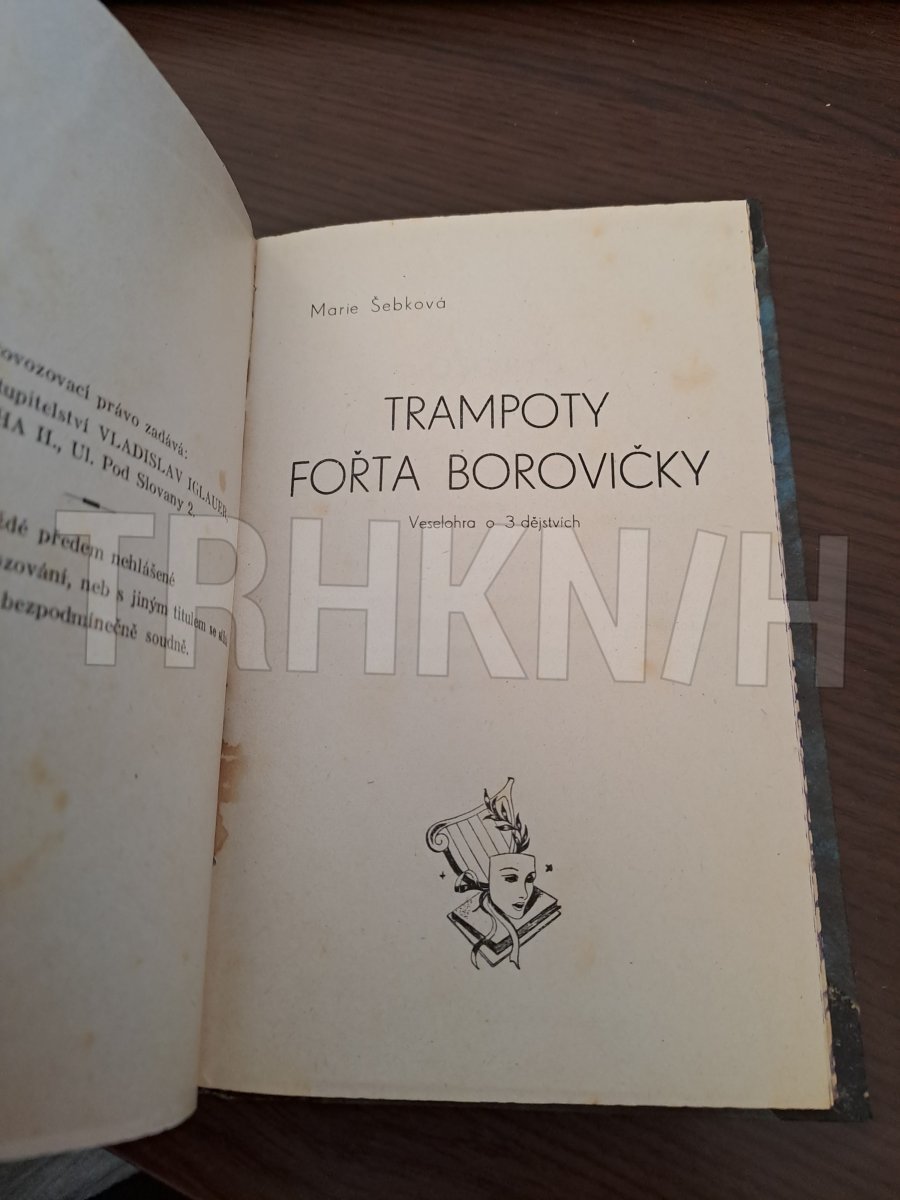 ovozovací právo zadává:
tupitelství VLADISLAV IGLAUER,
HA II., Ul. Pod Slovany 2.
dé předem nehlášené
zování, neb s jiným titulem se
bezpodmínečně soudně.
Marie Šebková
TRAMPOTY
FOŘTA BOROVIČKY
Veselohra o 3 dějstvích
TRHKNIH